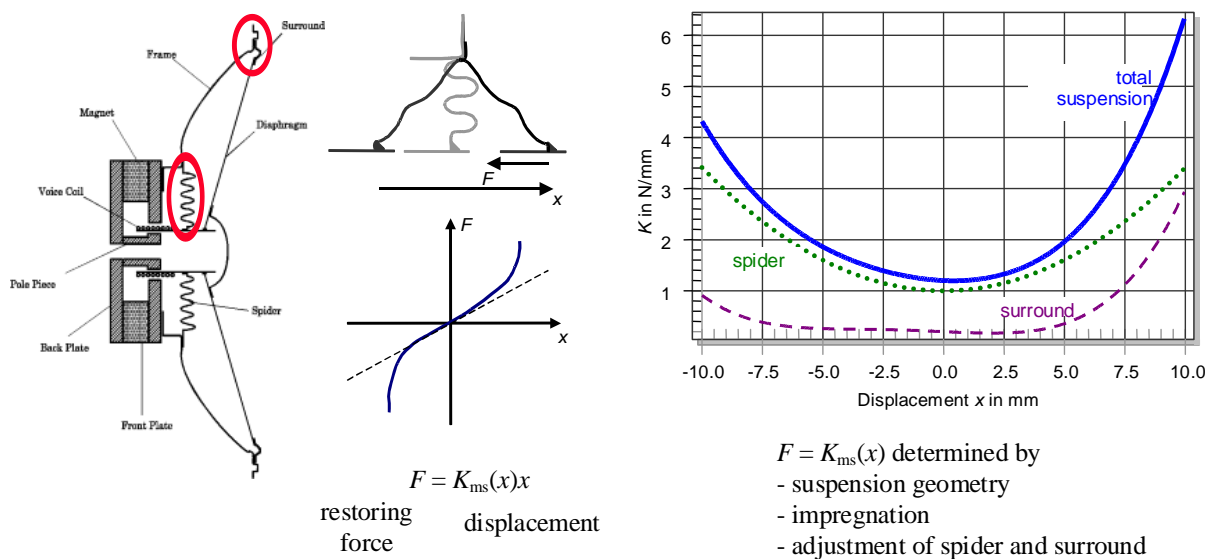 Surround
Frame
Magnet
Diaphragm
Voice Coil
Pole Piece
Spider
Back Plate
Front Plate
F
x
F
x
F = Kms(x)x
restoring
force
displacement
K in N/mm
6
5
4
3
2
1
total
suspension
spider
surround
-10.0 -7.5 -5.0 -2.5 0.0 2.5 5.0 7.5 10.0
Displacement x in mm
F = Kms(x) determined by
- suspension geometry
- impregnation
- adjustment of spider and surround